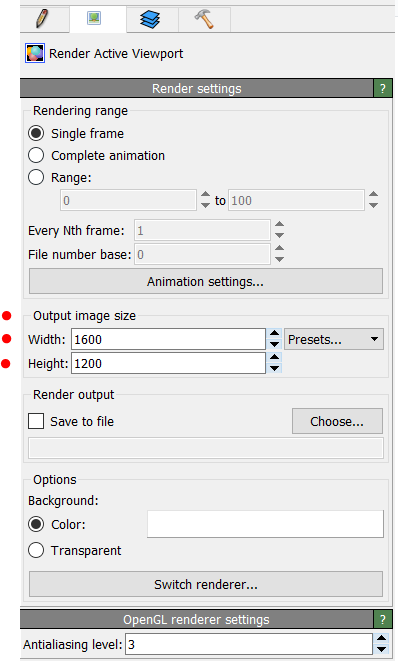 Render Active Viewport
Render settings ?
Rendering range
Single frame
Complete animation
Range:
0 to 100
Every Nth frame: 1
File number base: 0
Animation settings...
Output image size
Width: 1600 Presets...
Height: 1200
Render output
Save to file Choose...
Options
Background:
Color:
Transparent
Switch renderer...
OpenGL renderer settings ?
Antialiasing level: 3